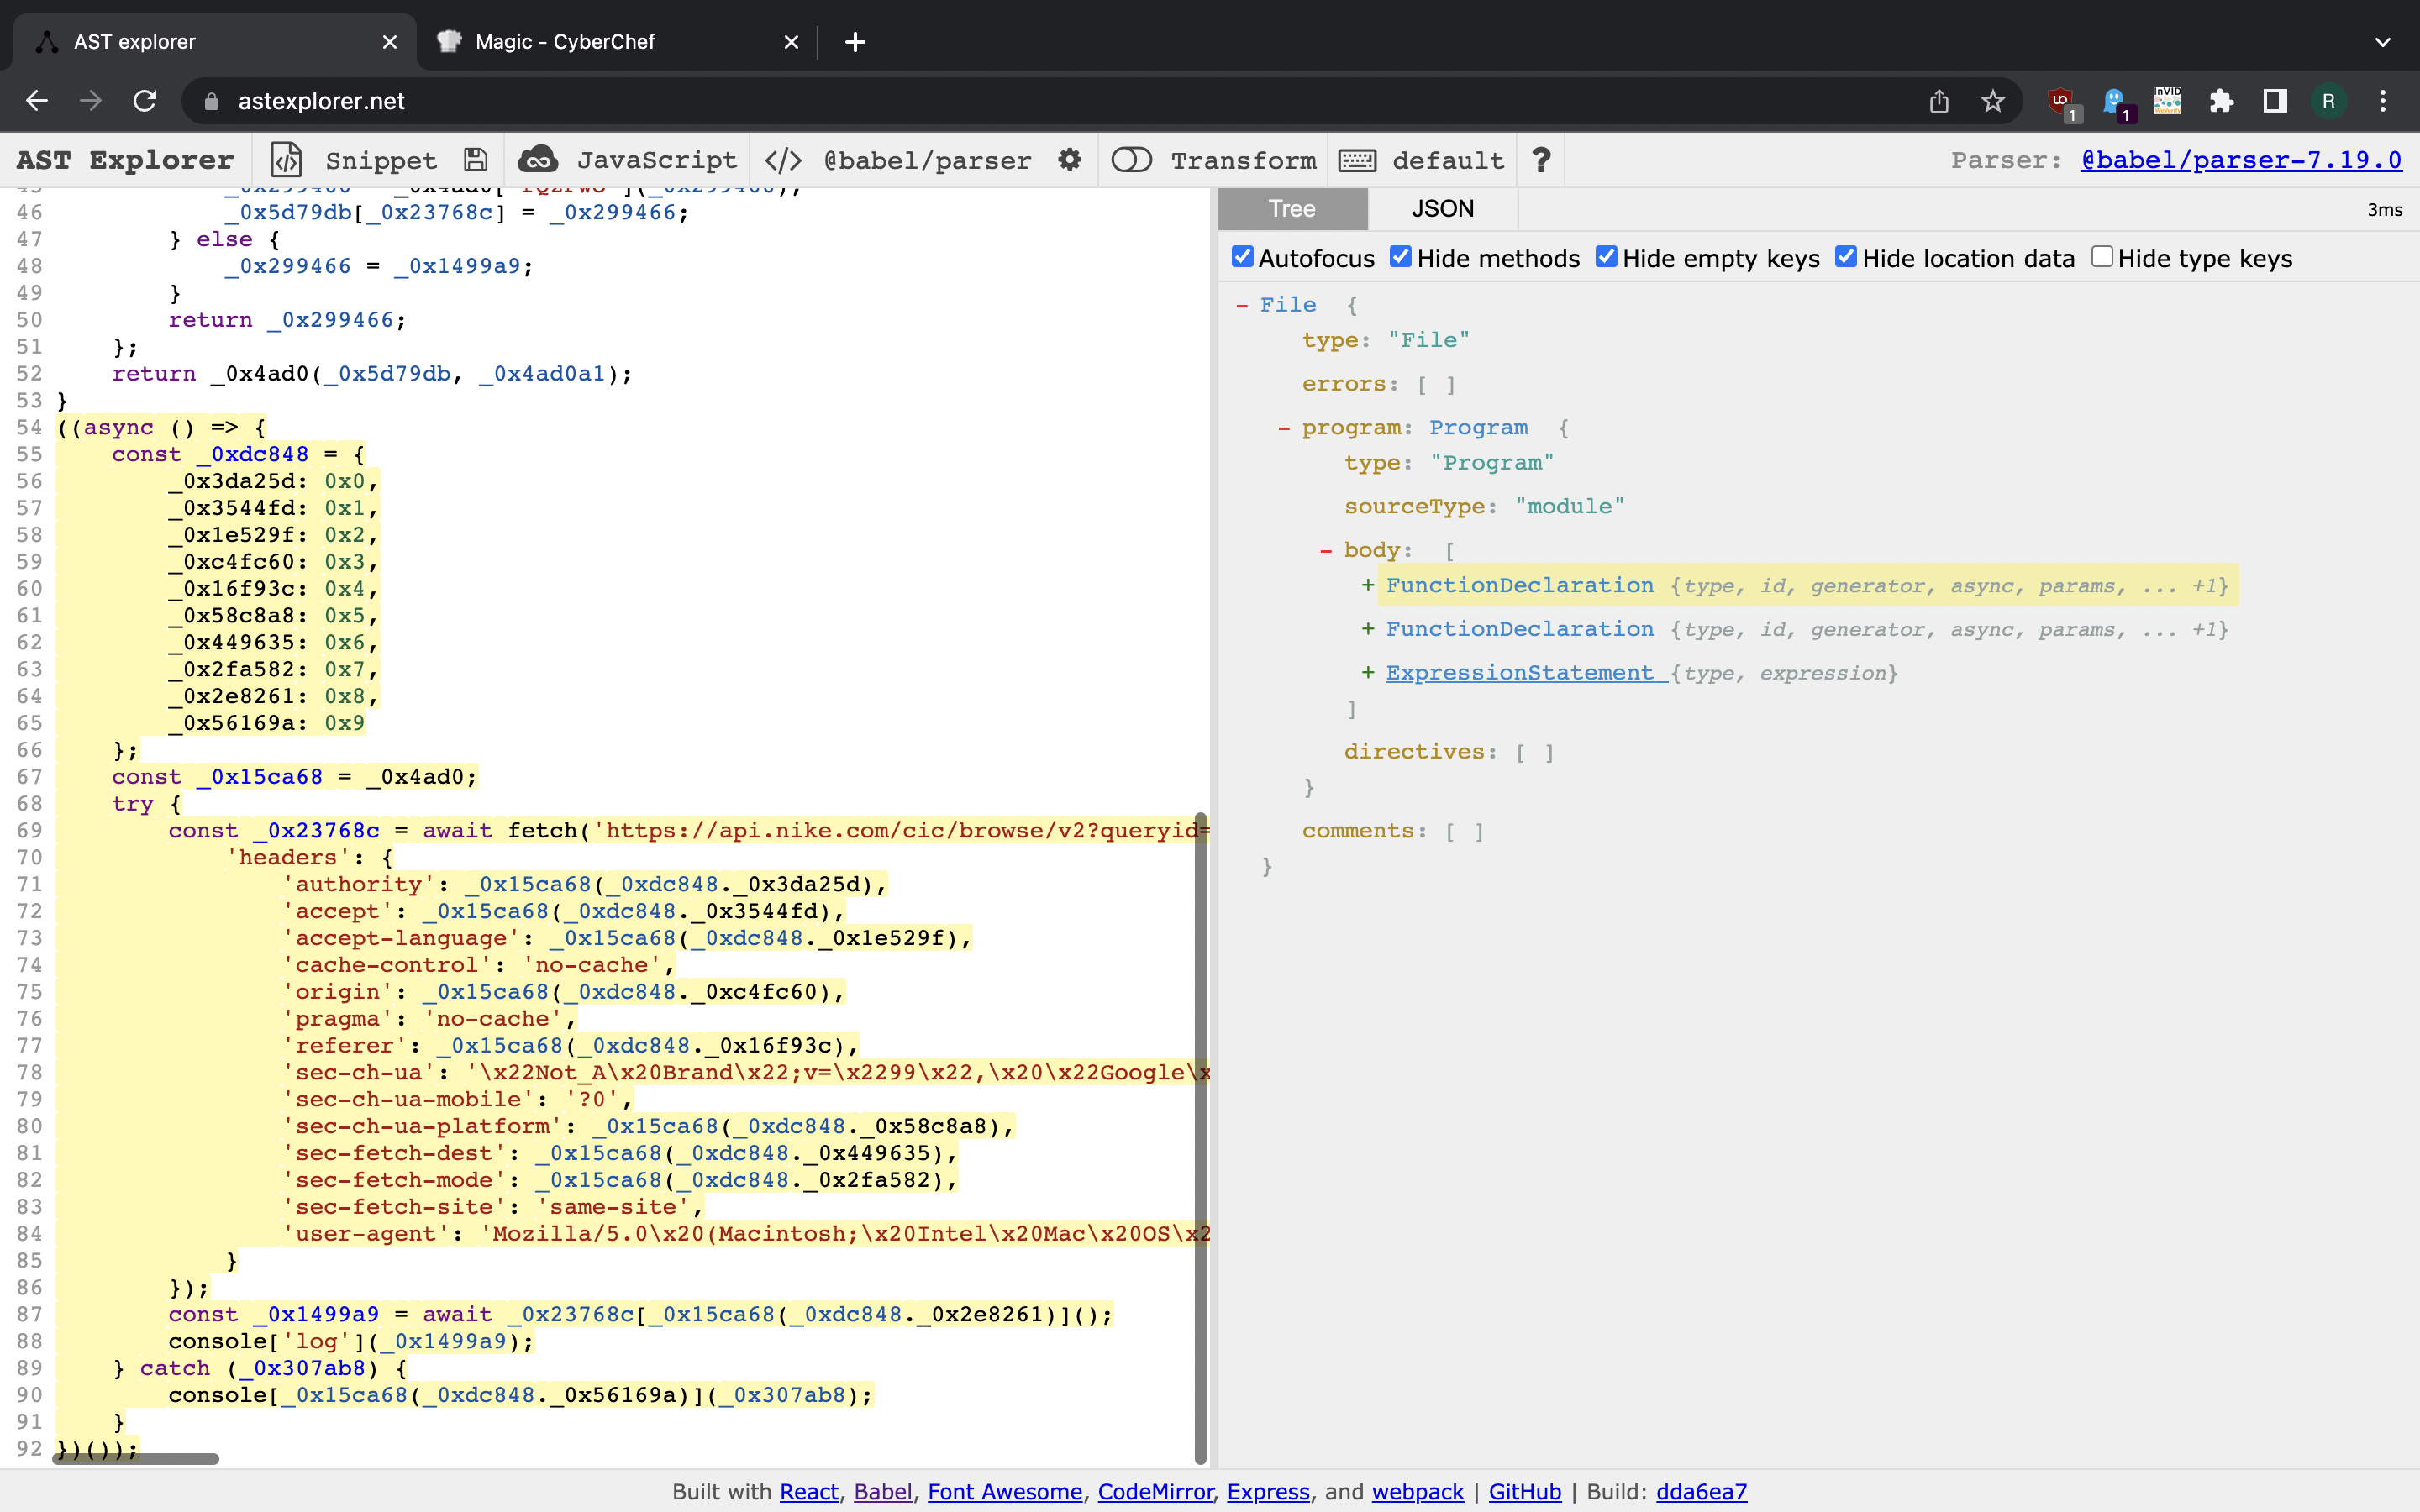 AST explorer
Magic - CyberChef
astexplorer.net
1
1
InVID
WeVerify
R
AST Explorer
Snippet
JavaScript
</> @babel/parser
Transform
default
?
Parser: @babel/parser-7.19.0
46 _0x5d79db[_0x23768c] = _0x299466;
47 } else {
48 _0x299466 = _0x1499a9;
49 }
50 return _0x299466;
51 };
52 return _0x4ad0(_0x5d79db, _0x4ad0a1);
53 }
54 ((async () => {
55 const _0xdc848 = {
56 _0x3da25d: 0x0,
57 _0x3544fd: 0x1,
58 _0x1e529f: 0x2,
59 _0xc4fc60: 0x3,
60 _0x16f93c: 0x4,
61 _0x58c8a8: 0x5,
62 _0x449635: 0x6,
63 _0x2fa582: 0x7,
64 _0x2e8261: 0x8,
65 _0x56169a: 0x9
66 };
67 const _0x15ca68 = _0x4ad0;
68 try {
69 const _0x23768c = await fetch('https://api.nike.com/cic/browse/v2?queryid=
70 'headers': {
71 'authority': _0x15ca68(_0xdc848._0x3da25d),
72 'accept': _0x15ca68(_0xdc848._0x3544fd),
73 'accept-language': _0x15ca68(_0xdc848._0x1e529f),
74 'cache-control': 'no-cache',
75 'origin': _0x15ca68(_0xdc848._0xc4fc60),
76 'pragma': 'no-cache',
77 'referer': _0x15ca68(_0xdc848._0x16f93c),
78 'sec-ch-ua': '\x22Not_A\x20Brand\x22;v=\x2299\x22,\x20\x22Google\x
79 'sec-ch-ua-mobile': '?0',
80 'sec-ch-ua-platform': _0x15ca68(_0xdc848._0x58c8a8),
81 'sec-fetch-dest': _0x15ca68(_0xdc848._0x449635),
82 'sec-fetch-mode': _0x15ca68(_0xdc848._0x2fa582),
83 'sec-fetch-site': 'same-site',
84 'user-agent': 'Mozilla/5.0\x20(Macintosh;\x20Intel\x20Mac\x20OS\x2
85 }
86 });
87 const _0x1499a9 = await _0x23768c[_0x15ca68(_0xdc848._0x2e8261)]();
88 console['log'](_0x1499a9);
89 } catch (_0x307ab8) {
90 console[_0x15ca68(_0xdc848._0x56169a)](_0x307ab8);
91 }
92 })());
Tree
JSON
3ms
Autofocus Hide methods Hide empty keys Hide location data Hide type keys
- File {
type: "File"
errors: [ ]
- program: Program {
type: "Program"
sourceType: "module"
- body: [
+ FunctionDeclaration {type, id, generator, async, params, ... +1}
+ FunctionDeclaration {type, id, generator, async, params, ... +1}
+ ExpressionStatement {type, expression}
]
directives: [ ]
}
comments: [ ]
}
Built with React, Babel, Font Awesome, CodeMirror, Express, and webpack | GitHub | Build: dda6ea7